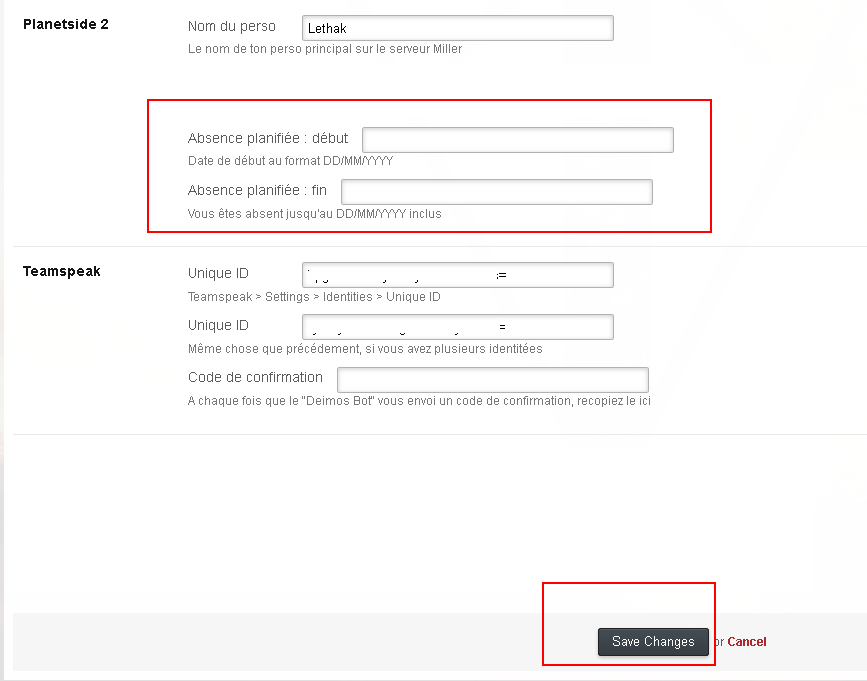 Planetside 2
Nom du perso
Lethak
Le nom de ton perso principal sur le serveur Miller
Absence planifiée : début
Date de début au format DD/MM/YYYY
Absence planifiée : fin
Vous êtes absent jusqu'au DD/MM/YYYY inclus
Teamspeak
Unique ID
Teamspeak > Settings > Identities > Unique ID
Unique ID
Même chose que précédement, si vous avez plusieurs identitées
Code de confirmation
A chaque fois que le "Deimos Bot" vous envoi un code de confirmation, recopiez le ici
Save Changes or Cancel